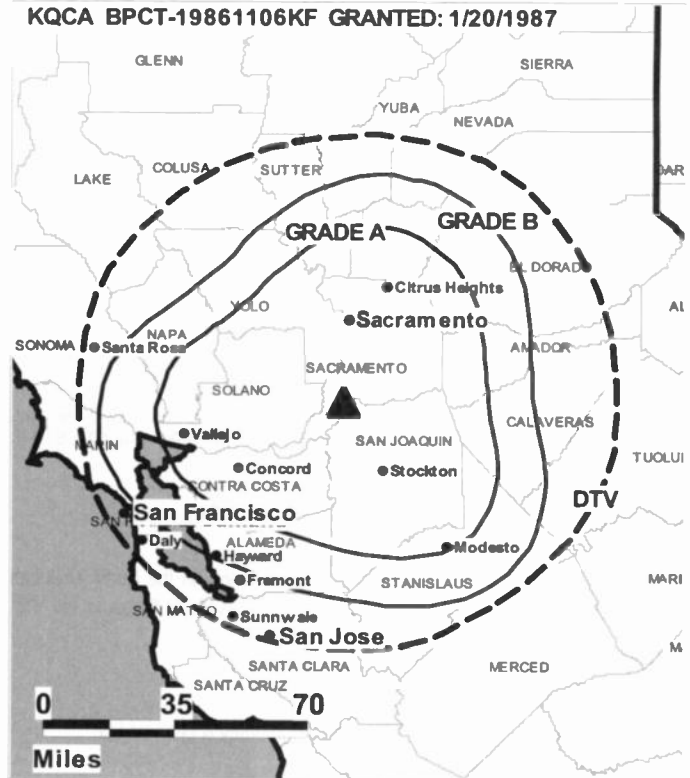 KQCA BPCT-19861106KF GRANTED: 1/20/1987
GLENN
SIERRA
YUBA
NEVADA
COLUSA
SUTTER
LAKE
GRADE A
GRADE B
EL DORADO
Citrus Heights
YOLO
Sacramento
NAPA
SONOMA
Santa Rosa
AMADOR
SACRAMENTO
SOLANO
CALAVERAS
Vallejo
MARIN
SAN JOAQUIN
TUOLU
Concord
Stockton
CONTRA COSTA
DTV
San Francisco
Daly
ALAMEDA
Hayward
Modesto
Fremont
STANISLAUS
MARI
SAN MATEO
Sunnvale
San Jose
SANTA CLARA
MERCED
SANTA CRUZ
0 35 70
Miles